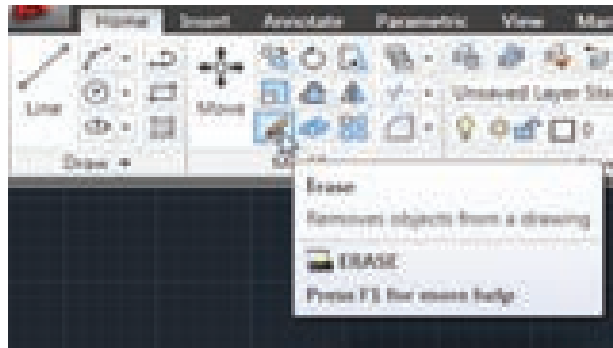 Home Insert Annotate Parametric View
Line
Move
Unsaved Layer
Draw
0
Erase
Removes objects from a drawing
ERASE
Press F1 for more help